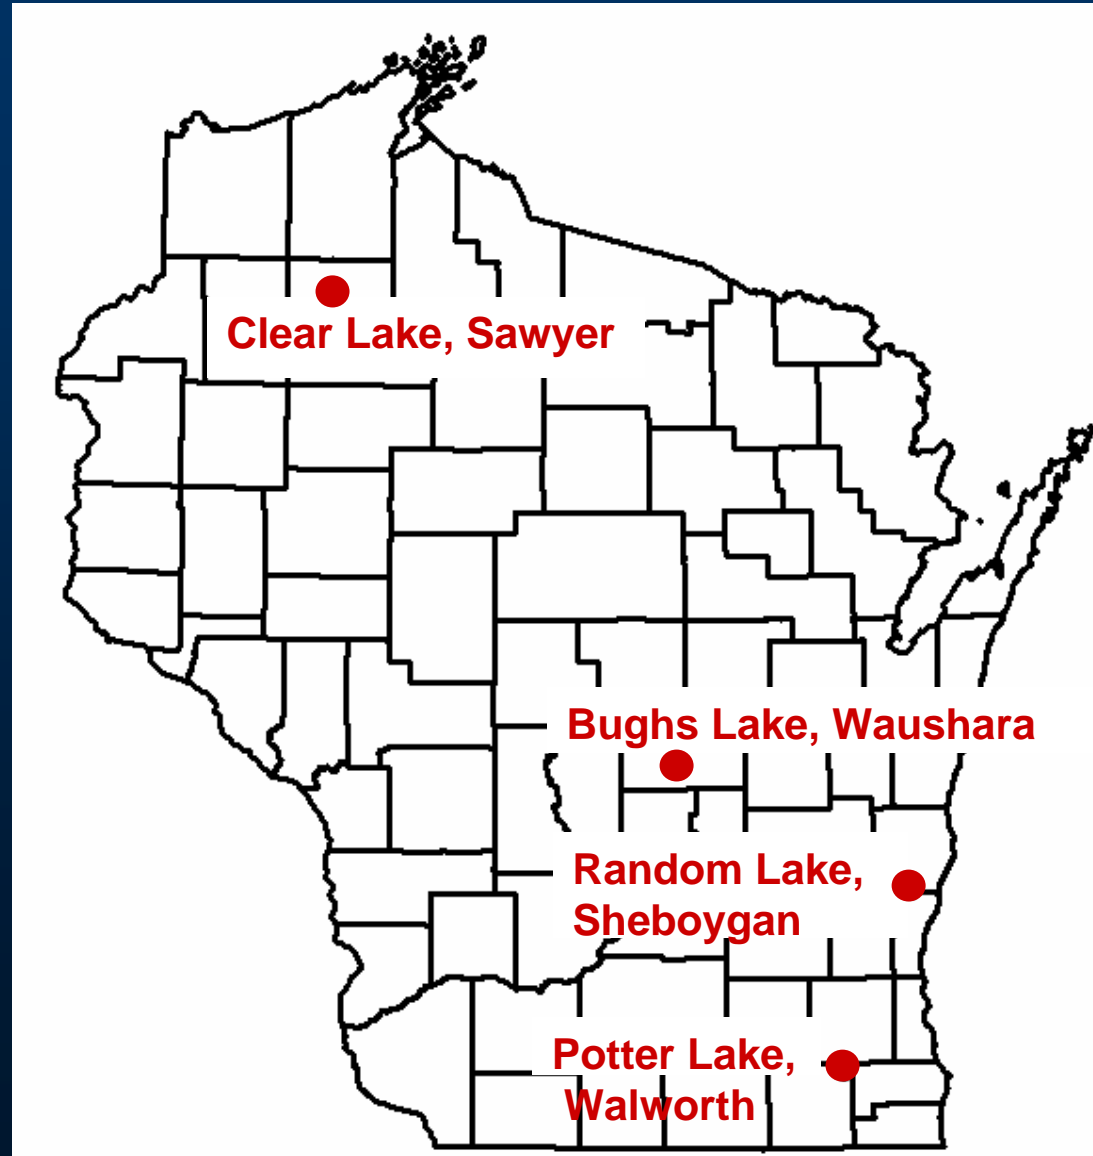 Clear Lake, Sawyer
Bughs Lake, Waushara
Random Lake,
Sheboygan
Potter Lake,
Walworth